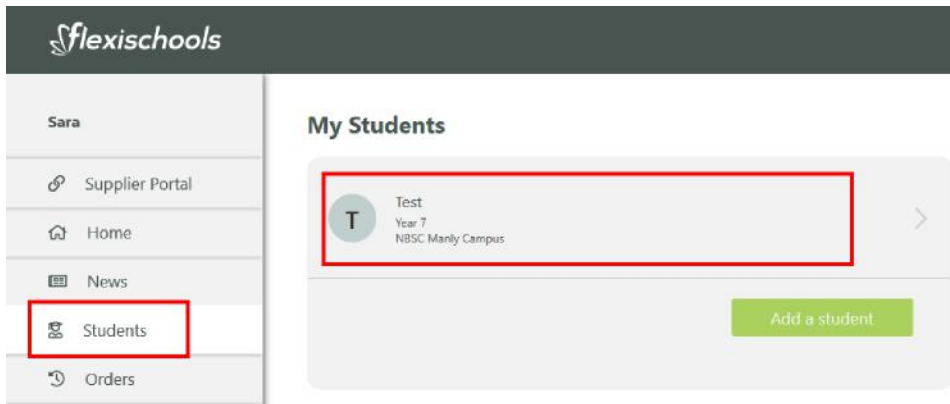 flexischools
Sara
Supplier Portal
Home
News
Students
Orders
My Students
T
Test
Year 7
NBSC Manly Campus
Add a student